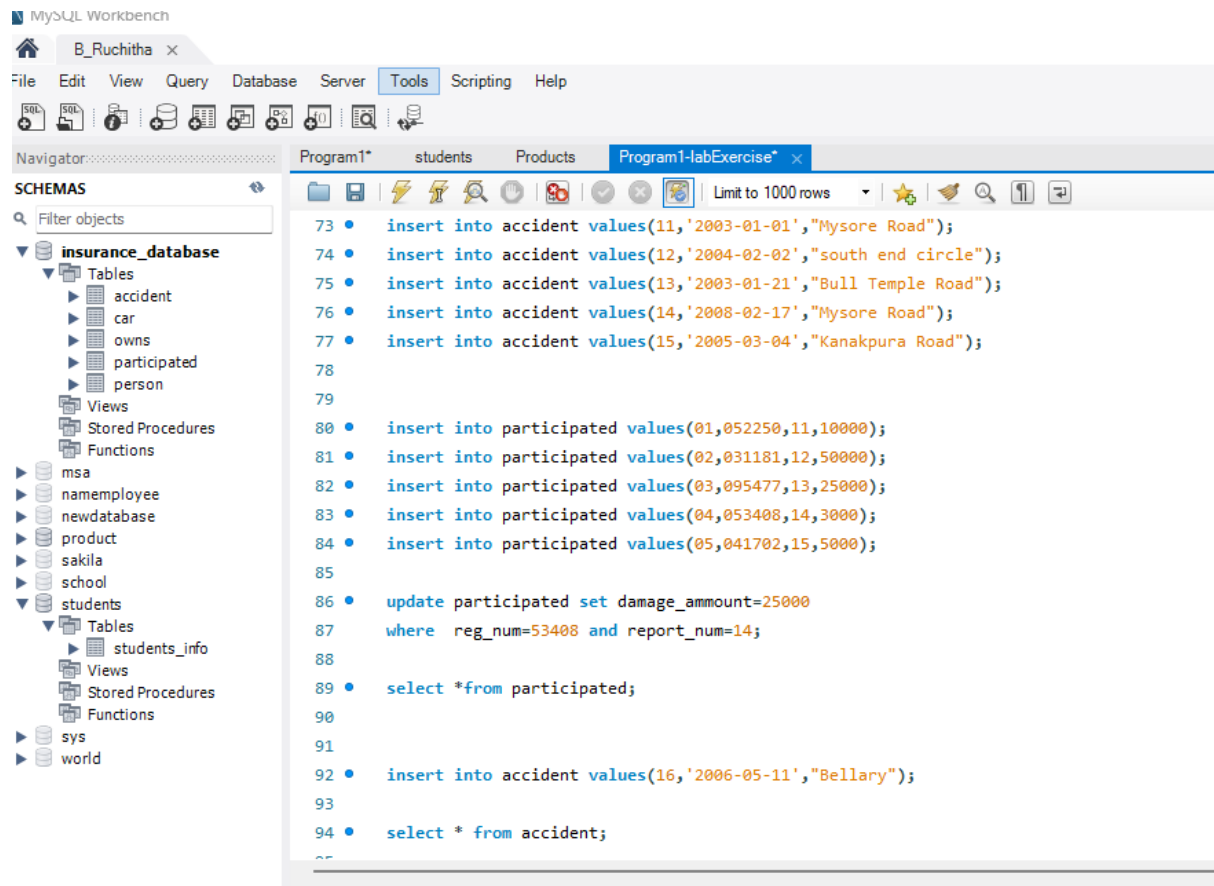 MySQL Workbench
B_Ruchitha ×
File Edit View Query Database Server Tools Scripting Help
Navigator
SCHEMAS
Filter objects
insurance_database
Tables
accident
car
owns
participated
person
Views
Stored Procedures
Functions
msa
namemployee
newdatabase
product
sakila
school
students
Tables
students_info
Views
Stored Procedures
Functions
sys
world
Program1* students Products Program1-labExercise* ×
Limit to 1000 rows
73 insert into accident values(11,'2003-01-01',"Mysore Road");
74 insert into accident values(12,'2004-02-02',"south end circle");
75 insert into accident values(13,'2003-01-21',"Bull Temple Road");
76 insert into accident values(14,'2008-02-17',"Mysore Road");
77 insert into accident values(15,'2005-03-04',"Kanakpura Road");
78
79
80 insert into participated values(01,052250,11,10000);
81 insert into participated values(02,031181,12,50000);
82 insert into participated values(03,095477,13,25000);
83 insert into participated values(04,053408,14,3000);
84 insert into participated values(05,041702,15,5000);
85
86 update participated set damage_ammount=25000
87 where  reg_num=53408 and report_num=14;
88
89 select *from participated;
90
91
92 insert into accident values(16,'2006-05-11',"Bellary");
93
94 select * from accident;